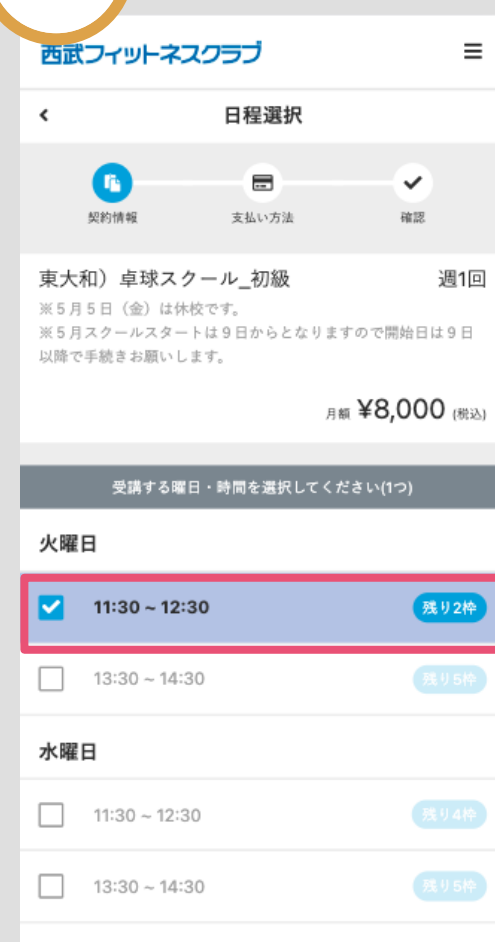 西武フィットネスクラブ
日程選択
契約情報 支払い方法 確認
東大和）卓球スクール_初級 週1回
※５月５日（金）は休校です。
※５月スクールスタートは９日からとなりますので開始日は９日
以降で手続きお願いします。
月額 ¥8,000 (税込)
受講する曜日・時間を選択してください(1つ)
火曜日
11:30 ~ 12:30 残り2枠
13:30 ~ 14:30 残り5枠
水曜日
11:30 ~ 12:30 残り4枠
13:30 ~ 14:30 残り5枠